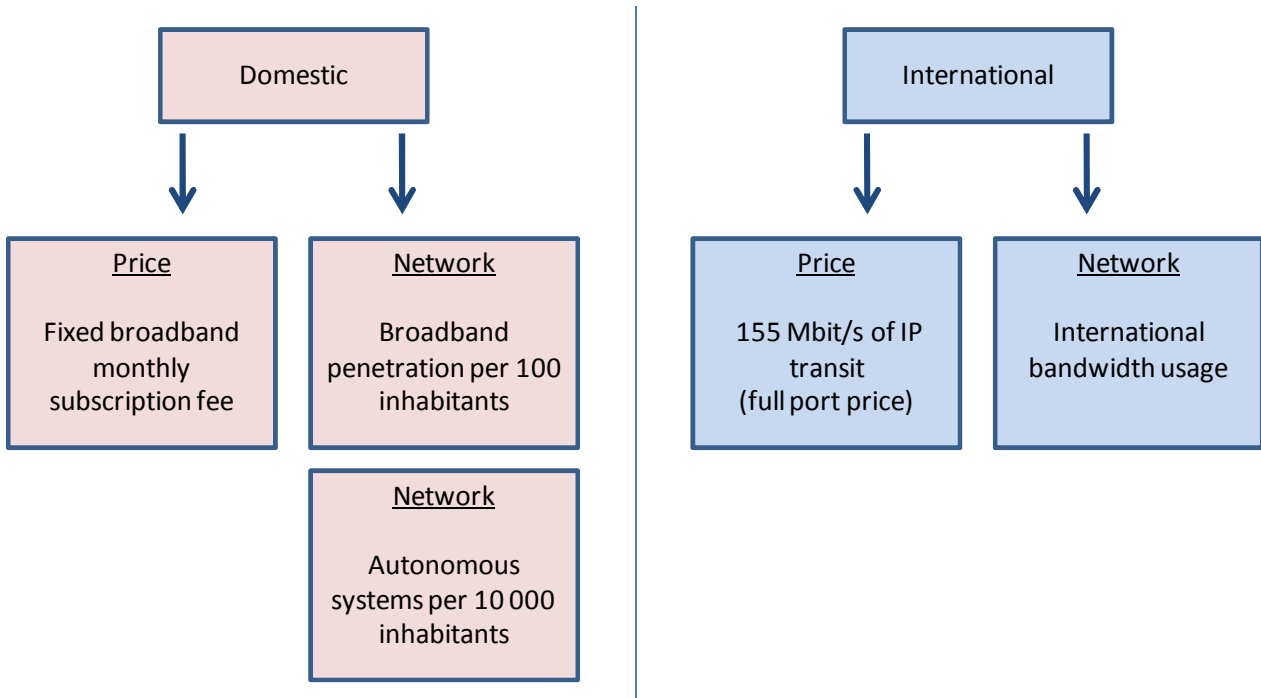 Domestic
Price
Fixed broadband
monthly
subscription fee
Network
Broadband
penetration per 100
inhabitants
Network
Autonomous
systems per 10 000
inhabitants
International
Price
155 Mbit/s of IP
transit
(full port price)
Network
International
bandwidth usage